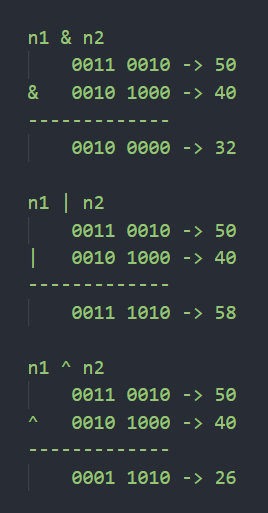 n1 & n2
    0011 0010 -> 50
&   0010 1000 -> 40
-------------
    0010 0000 -> 32

n1 | n2
    0011 0010 -> 50
|   0010 1000 -> 40
-------------
    0011 1010 -> 58

n1 ^ n2
    0011 0010 -> 50
^   0010 1000 -> 40
-------------
    0001 1010 -> 26